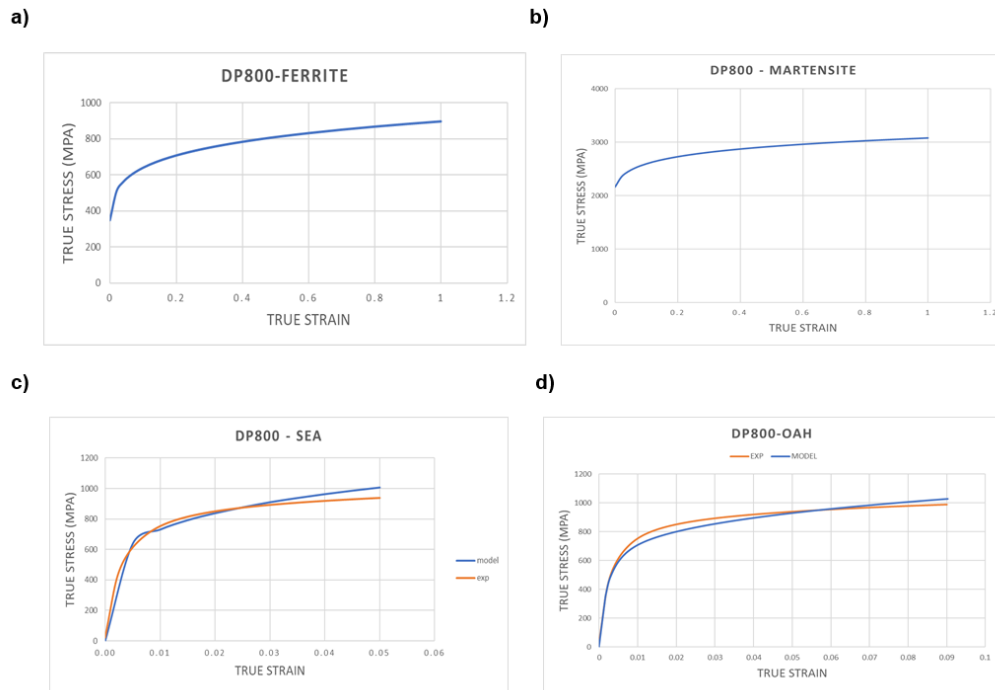 a)
b)
DP800-FERRITE
TRUE STRESS (MPA)
1000
800
600
400
200
0
0 0.2 0.4 0.6 0.8 1 1.2
TRUE STRAIN
DP800 - MARTENSITE
TRUE STRESS (MPA)
4000
3000
2000
1000
0
0 0.2 0.4 0.6 0.8 1 1.2
TRUE STRAIN
c)
d)
DP800 - SEA
TRUE STRESS (MPA)
1200
1000
800
600
400
200
0
0.00 0.01 0.02 0.03 0.04 0.05 0.06
TRUE STRAIN
model
exp
DP800-OAH
EXP MODEL
TRUE STRESS (MPA)
1200
1000
800
600
400
200
0
0 0.01 0.02 0.03 0.04 0.05 0.06 0.07 0.08 0.09 0.1
TRUE STRAIN